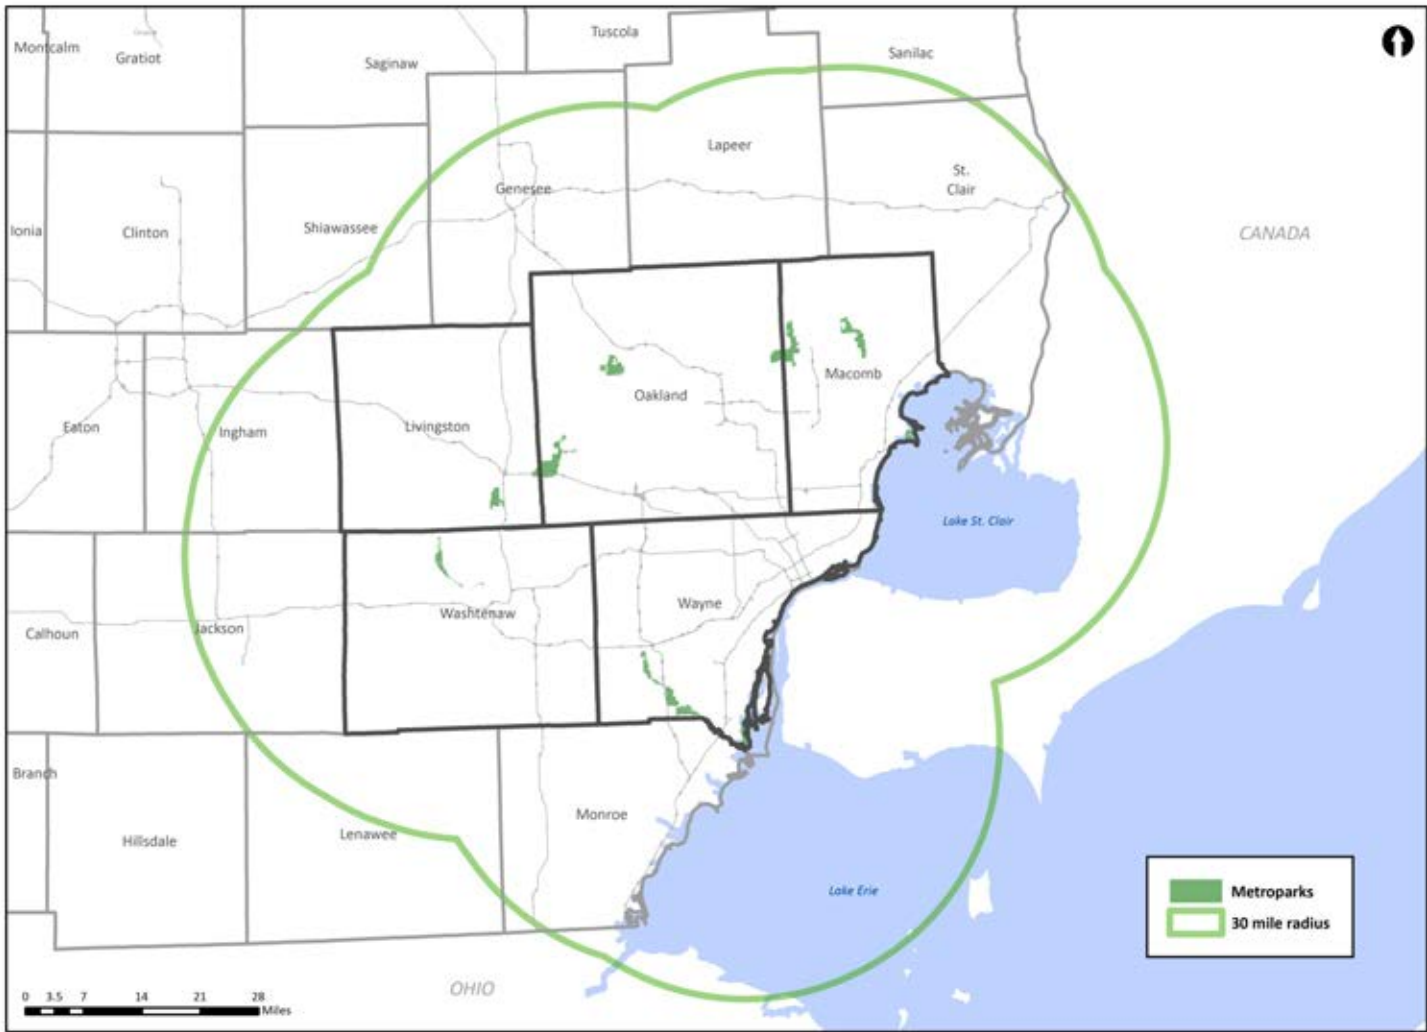 Tuscola
Montcalm
Gratiot
Saginaw
Sanilac
Lapeer
St.
Clair
Genesee
Ionia
Clinton
Shiawassee
CANADA
Macomb
Oakland
Eaton
Ingham
Livingston
Lake St. Clair
Washtenaw
Wayne
Calhoun
Jackson
Branch
Monroe
Hillsdale
Lenawee
Lake Erie
Metroparks
30 mile radius
OHIO
0 3.5 7 14 21 28
Miles